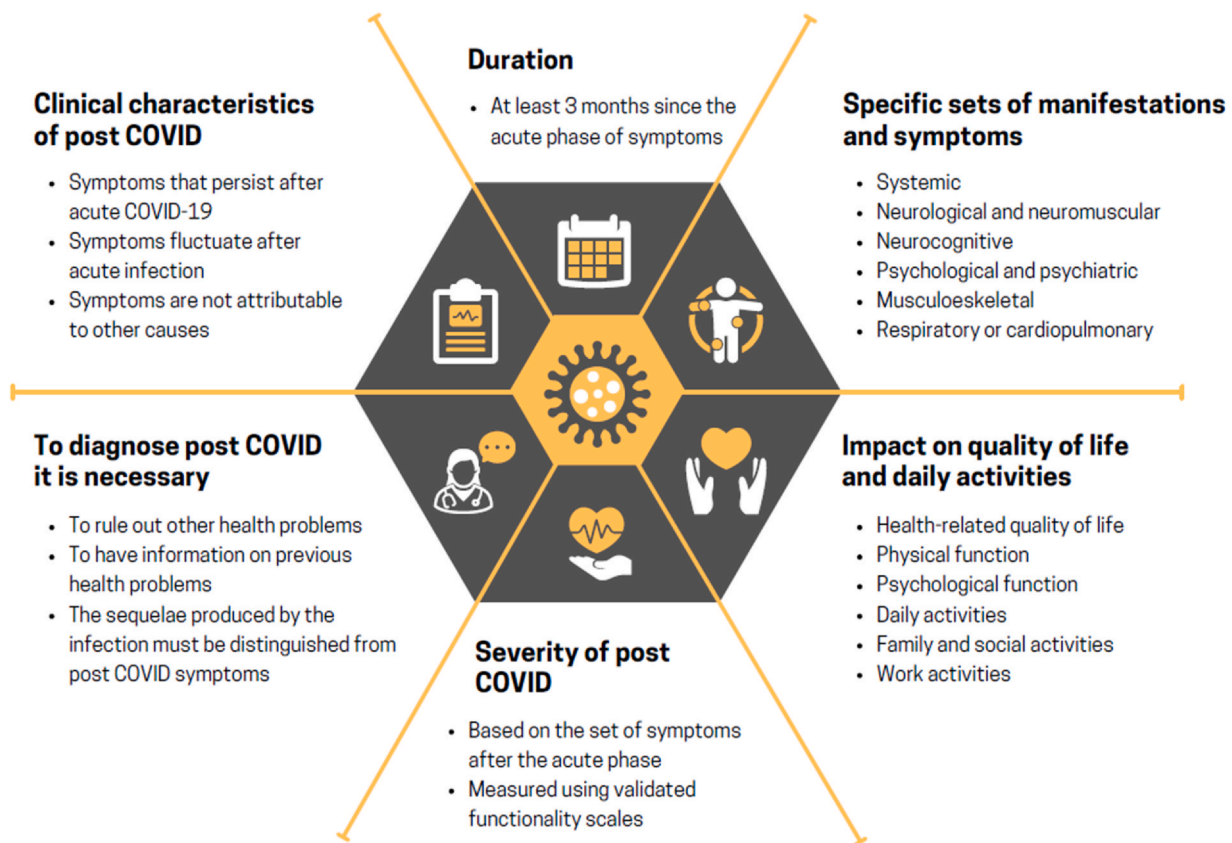 Clinical characteristics
of post COVID
• Symptoms that persist after
acute COVID-19
• Symptoms fluctuate after
acute infection
• Symptoms are not attributable
to other causes
Duration
• At least 3 months since the
acute phase of symptoms
Specific sets of manifestations
and symptoms
• Systemic
• Neurological and neuromuscular
• Neurocognitive
• Psychological and psychiatric
• Musculoeskeletal
• Respiratory or cardiopulmonary
To diagnose post COVID
it is necessary
• To rule out other health problems
• To have information on previous
health problems
• The sequelae produced by the
infection must be distinguished from
post COVID symptoms
Severity of post
COVID
• Based on the set of symptoms
after the acute phase
• Measured using validated
functionality scales
Impact on quality of life
and daily activities
• Health-related quality of life
• Physical function
• Psychological function
• Daily activities
• Family and social activities
• Work activities